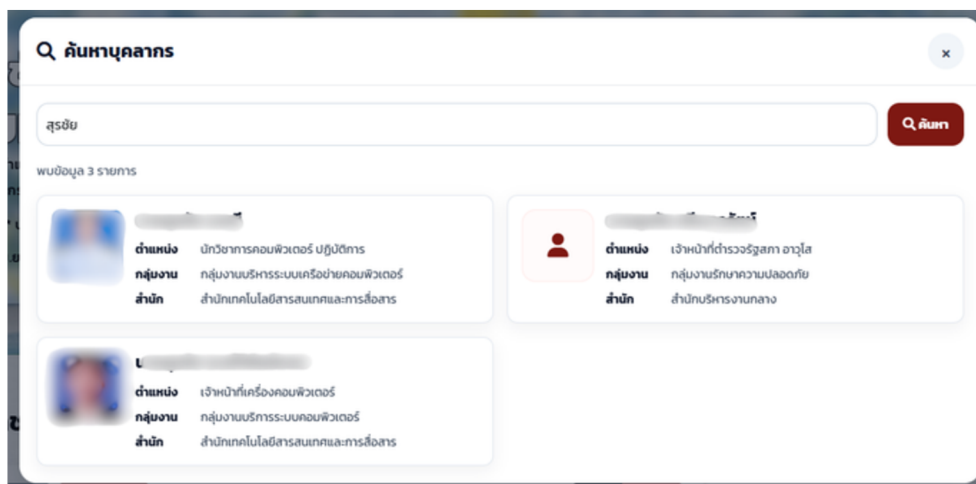 ค้นหาบุคลากร
×
สุรชัย
ค้นหา
พบข้อมูล 3 รายการ
ตำแหน่ง นักวิชาการคอมพิวเตอร์ ปฏิบัติการ
กลุ่มงาน กลุ่มงานบริหารระบบเครือข่ายคอมพิวเตอร์
สำนัก สำนักเทคโนโลยีสารสนเทศและการสื่อสาร
ตำแหน่ง เจ้าหน้าที่ตำรวจรัฐสภา อาวุโส
กลุ่มงาน กลุ่มงานรักษาความปลอดภัย
สำนัก สำนักบริหารงานกลาง
ตำแหน่ง เจ้าหน้าที่เครื่องคอมพิวเตอร์
กลุ่มงาน กลุ่มงานบริการระบบคอมพิวเตอร์
สำนัก สำนักเทคโนโลยีสารสนเทศและการสื่อสาร